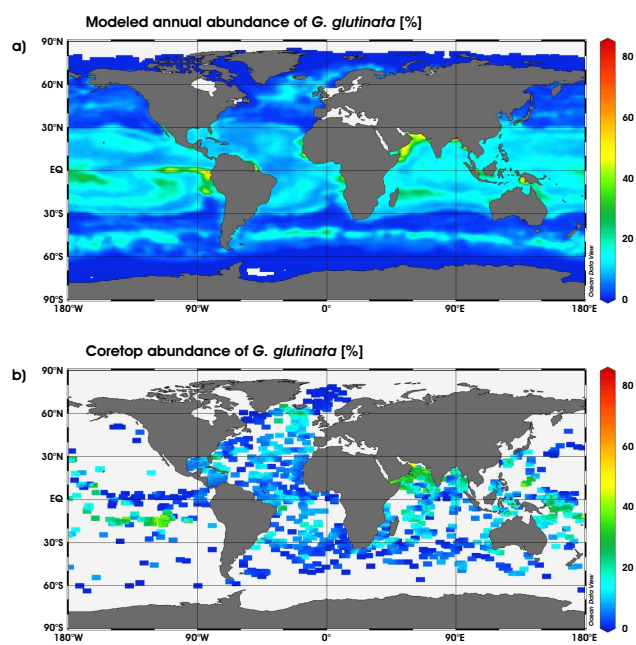 Modeled annual abundance of G. glutinata [%]
a)
90°N
60°N
30°N
EQ
30°S
60°S
90°S
180°W
90°W
0°
90°E
180°E
80
60
40
20
0
Ocean Data View
Coretop abundance of G. glutinata [%]
b)
90°N
60°N
30°N
EQ
30°S
60°S
90°S
180°W
90°W
0°
90°E
180°E
80
60
40
20
0
Ocean Data View